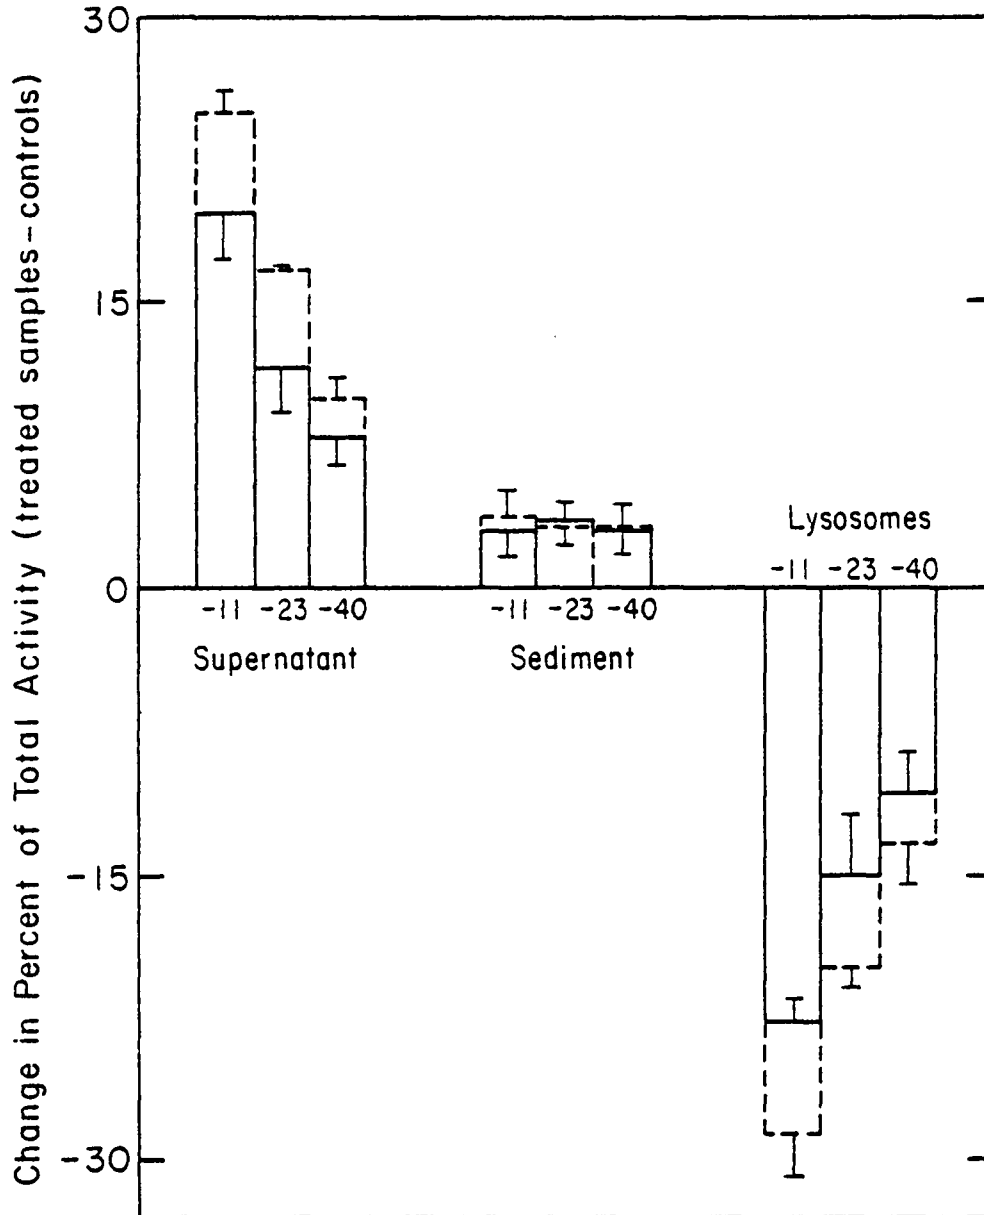 Change in Percent of Total Activity (treated samples-controls)
30
15
0
-15
-30
-11 -23 -40
Supernatant
-11 -23 -40
Sediment
Lysosomes
-11 -23 -40